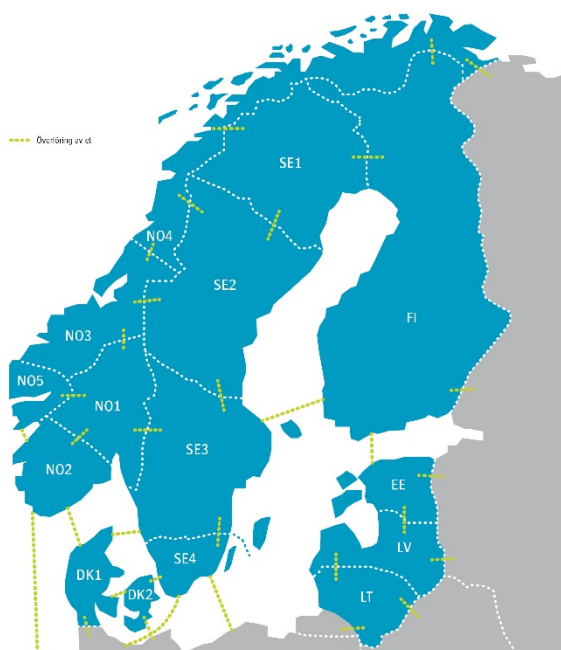 Överföring av el
SE1
NO4
SE2
FI
NO3
NO5
NO1
SE3
NO2
EE
LV
SE4
DK1
DK2
LT